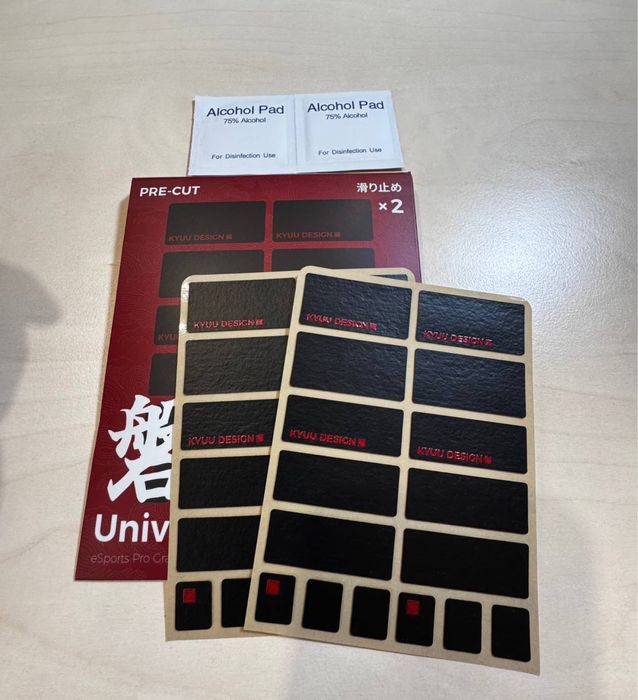 Alcohol Pad
75% Alcohol
For Disinfection Use
Alcohol Pad
75% Alcohol
For Disinfection Use
PRE-CUT
滑り止め
×2
KYUU DESIGN
KYUU DESIGN
KYUU DESIGN
KYUU DESIGN
KYUU DESIGN
KYUU DESIGN
KYUU DESIGN
KYUU DESIGN
磐
Univ
eSports Pro Gra